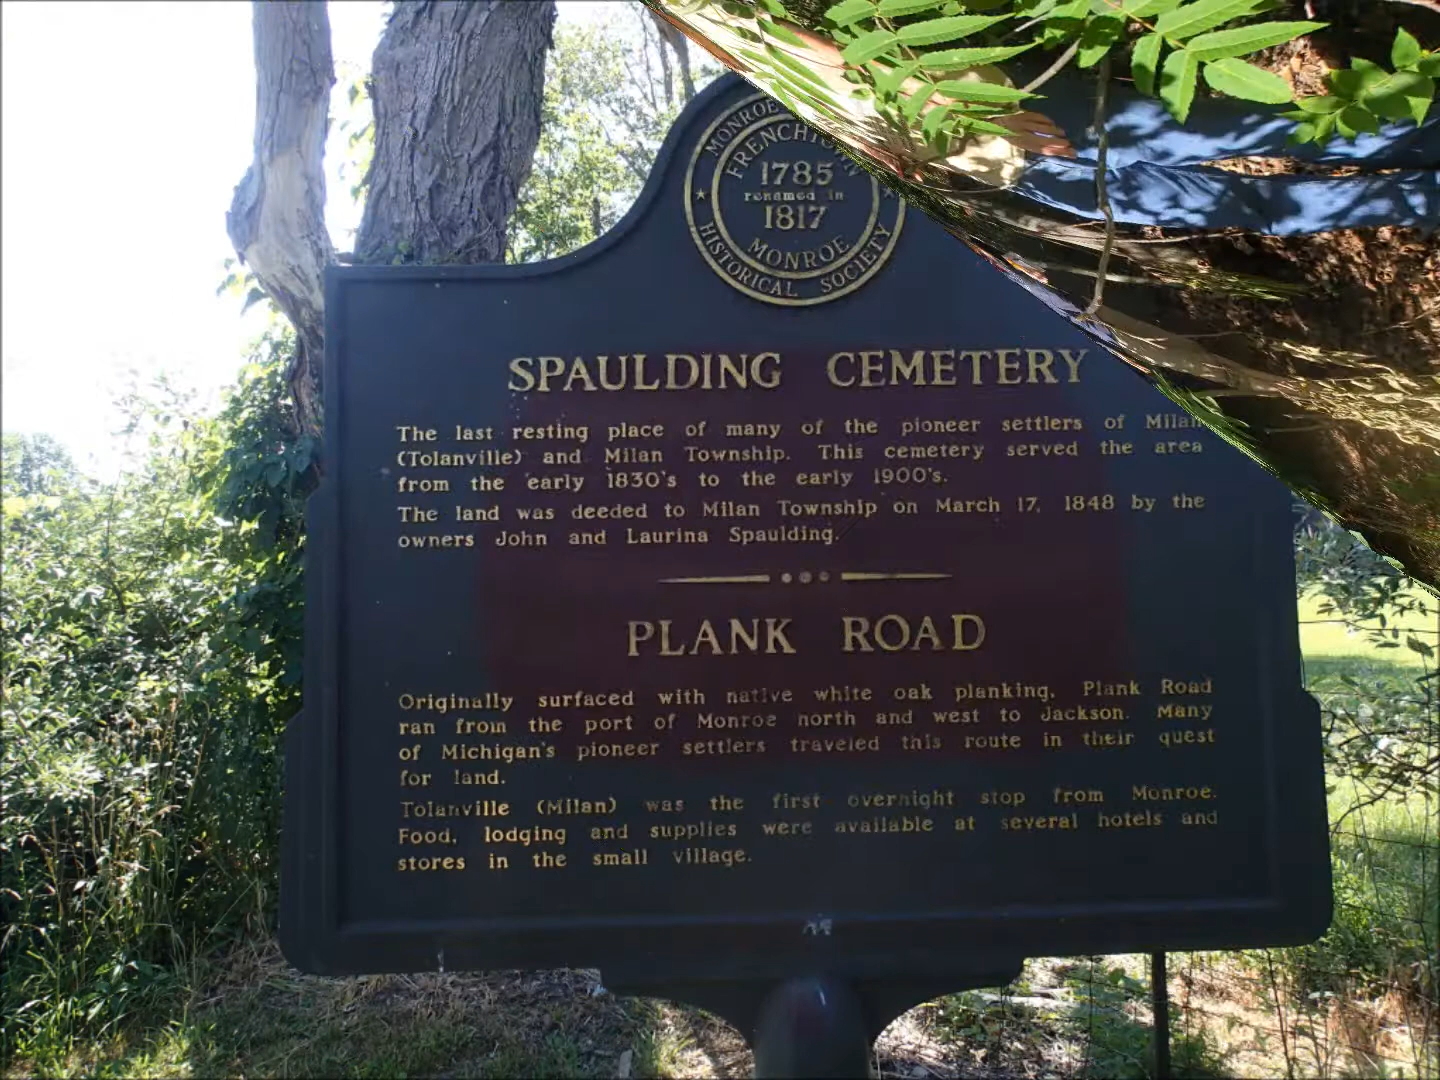 MONROE
FRENCHTOWN
1785
renamed in
1817
MONROE
HISTORICAL SOCIETY
SPAULDING CEMETERY
The last resting place of many of the pioneer settlers of Milan
(Tolanville) and Milan Township. This cemetery served the area
from the early 1830's to the early 1900's.
The land was deeded to Milan Township on March 17, 1848 by the
owners John and Laurina Spaulding.
PLANK ROAD
Originally surfaced with native white oak planking, Plank Road
ran from the port of Monroe north and west to Jackson. Many
of Michigan's pioneer settlers traveled this route in their quest
for land.
Tolanville (Milan) was the first overnight stop from Monroe.
Food, lodging and supplies were available at several hotels and
stores in the small village.